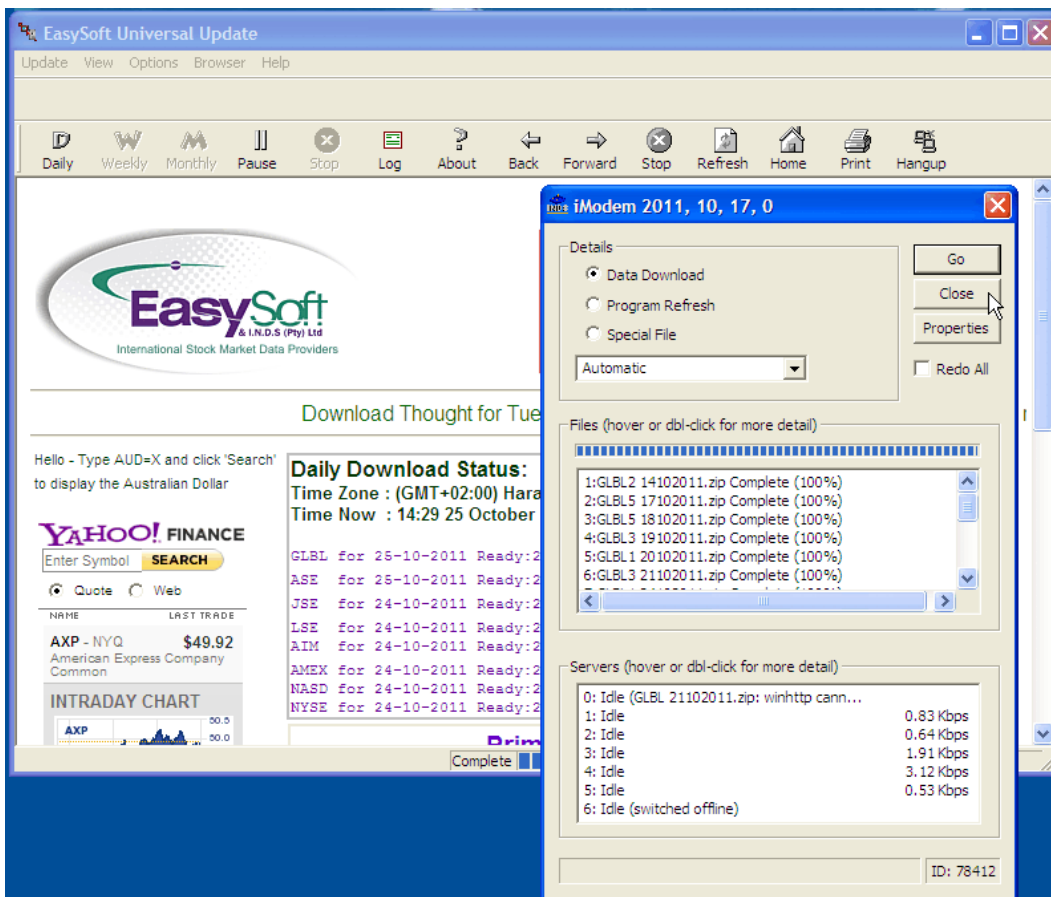 EasySoft Universal Update
Update View Options Browser Help
Daily Weekly Monthly Pause Stop Log About Back Forward Stop Refresh Home Print Hangup
EasySoft
& I.N.D.S (Pty) Ltd
International Stock Market Data Providers
Download Thought for Tue
Hello - Type AUD=X and click 'Search'
to display the Australian Dollar
YAHOO! FINANCE
Enter Symbol SEARCH
Quote Web
NAME LAST TRADE
AXP - NYQ $49.92
American Express Company
Common
INTRADAY CHART
AXP
50.5
50.0
Daily Download Status:
Time Zone : (GMT+02:00) Hara
Time Now : 14:29 25 October
GLBL for 25-10-2011 Ready:2
ASE for 25-10-2011 Ready:2
JSE for 24-10-2011 Ready:2
LSE for 24-10-2011 Ready:2
AIM for 24-10-2011 Ready:2
AMEX for 24-10-2011 Ready:2
NASD for 24-10-2011 Ready:2
NYSE for 24-10-2011 Ready:2
Complete
iModem 2011, 10, 17, 0
Details
Data Download
Program Refresh
Special File
Automatic
Go
Close
Properties
Redo All
Files (hover or dbl-click for more detail)
1:GLBL2 14102011.zip Complete (100%)
2:GLBL5 17102011.zip Complete (100%)
3:GLBL5 18102011.zip Complete (100%)
4:GLBL3 19102011.zip Complete (100%)
5:GLBL1 20102011.zip Complete (100%)
6:GLBL3 21102011.zip Complete (100%)
Servers (hover or dbl-click for more detail)
0: Idle (GLBL 21102011.zip: winhttp cann...
1: Idle 0.83 Kbps
2: Idle 0.64 Kbps
3: Idle 1.91 Kbps
4: Idle 3.12 Kbps
5: Idle 0.53 Kbps
6: Idle (switched offline)
ID: 78412